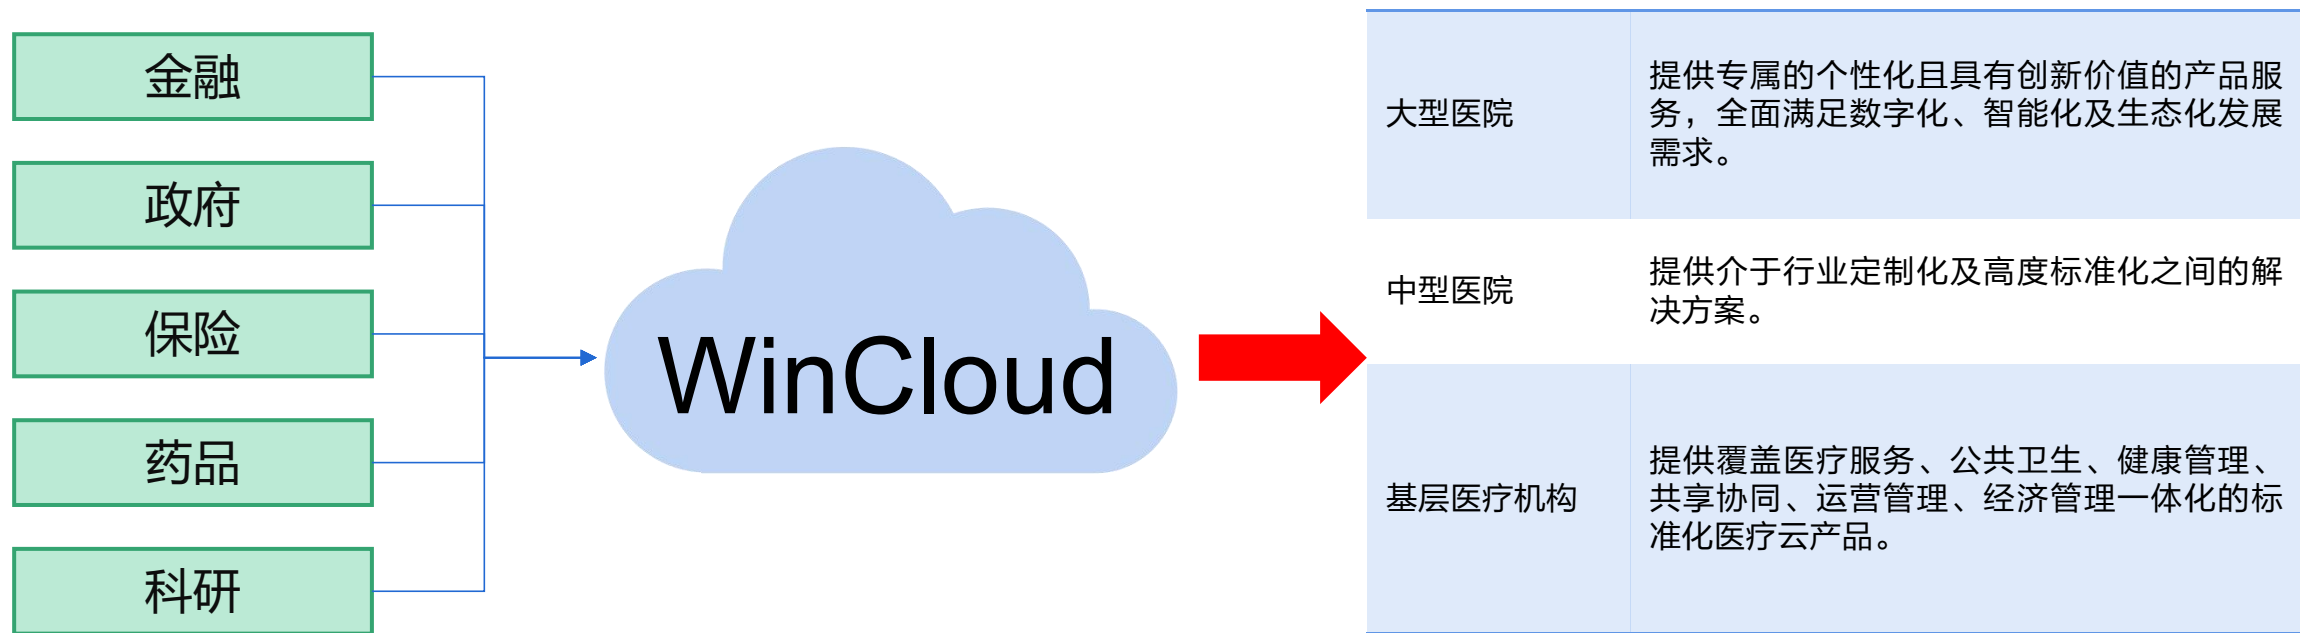 金融
政府
保险
药品
科研
WinCloud
大型医院
提供专属的个性化且具有创新价值的产品服
务，全面满足数字化、智能化及生态化发展
需求。
中型医院
提供介于行业定制化及高度标准化之间的解
决方案。
基层医疗机构
提供覆盖医疗服务、公共卫生、健康管理、
共享协同、运营管理、经济管理一体化的标
准化医疗云产品。